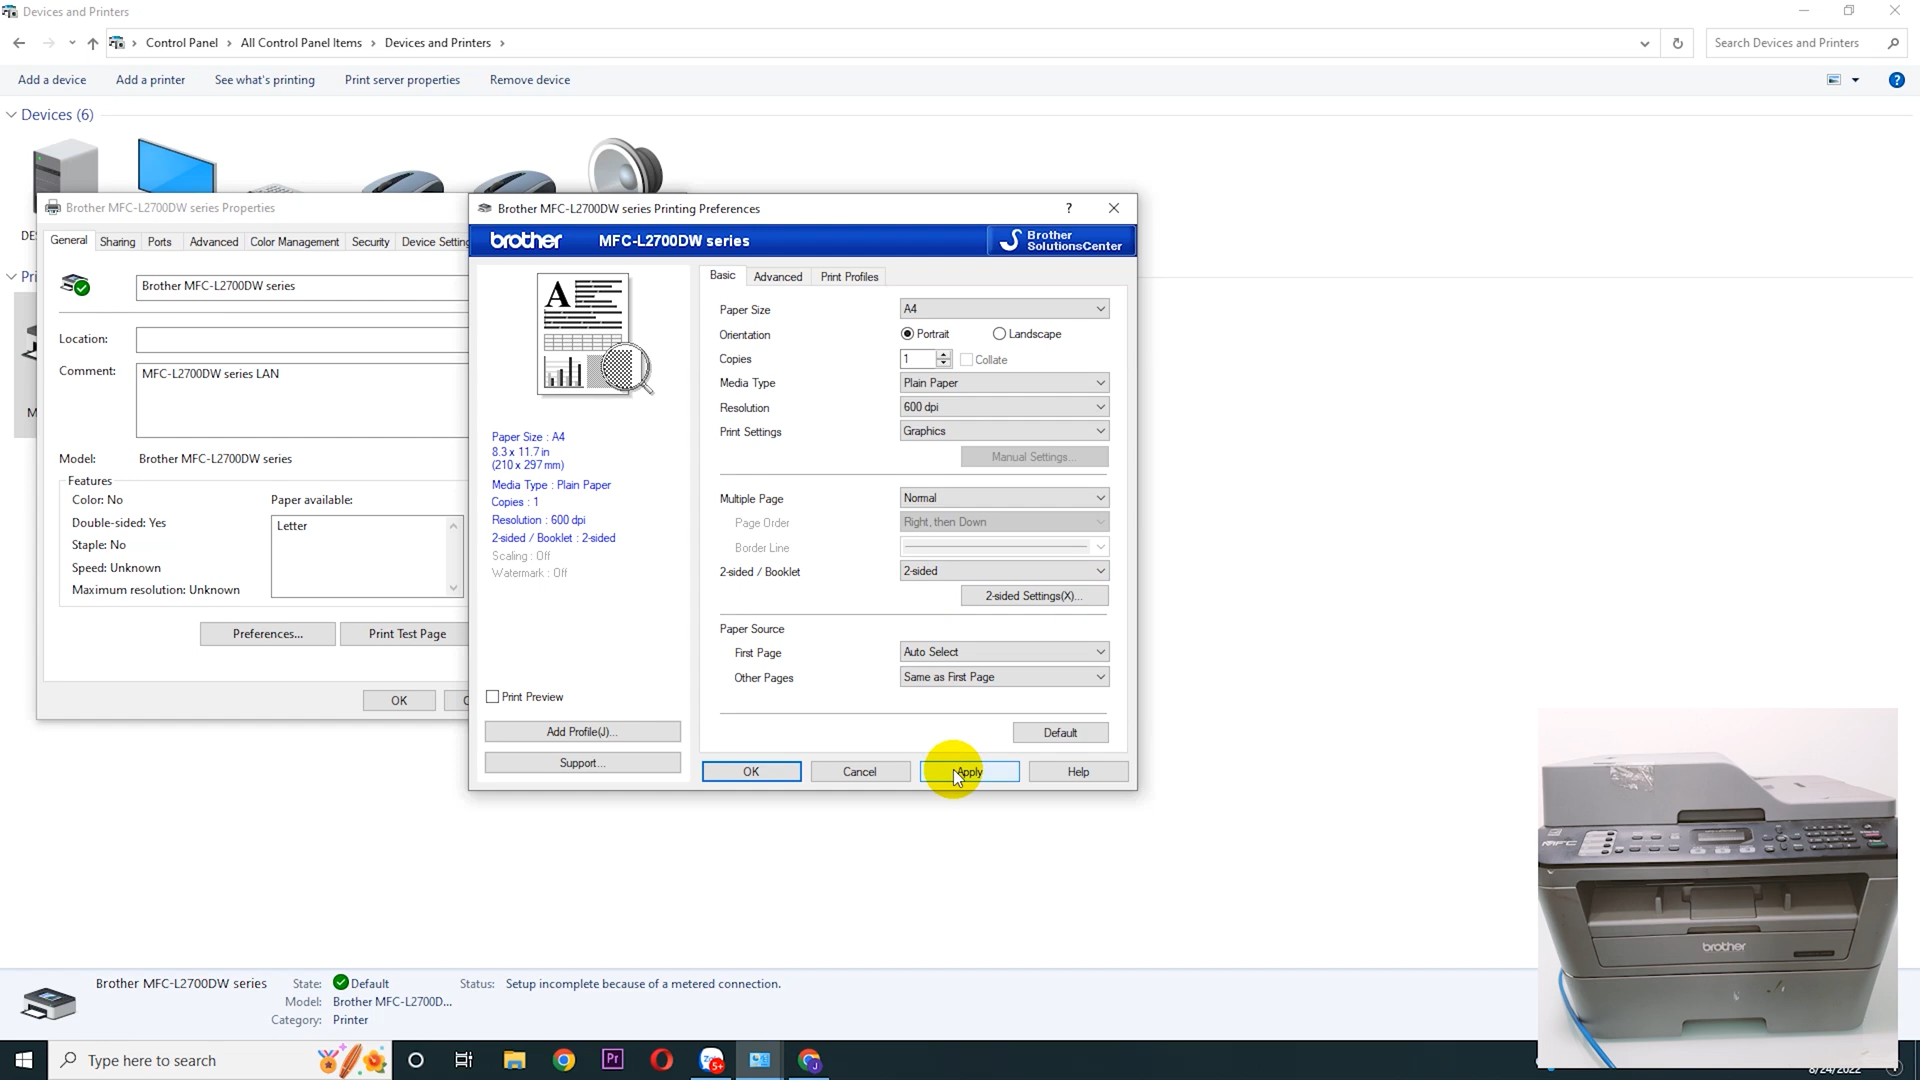 Devices and Printers
Control Panel > All Control Panel Items > Devices and Printers >
Search Devices and Printers
Add a device Add a printer See what's printing Print server properties Remove device
Devices (6)
Brother MFC-L2700DW series Properties
General Sharing Ports Advanced Color Management Security Device Setting
Brother MFC-L2700DW series
Location:
Comment: MFC-L2700DW series LAN
Model: Brother MFC-L2700DW series
Features
Color: No
Double-sided: Yes
Staple: No
Speed: Unknown
Maximum resolution: Unknown
Paper available:
Letter
Preferences... Print Test Page
OK
Brother MFC-L2700DW series Printing Preferences
?
brother MFC-L2700DW series Brother SolutionsCenter
Paper Size : A4
8.3 x 11.7 in
(210 x 297 mm)
Media Type : Plain Paper
Copies : 1
Resolution : 600 dpi
2-sided / Booklet : 2-sided
Scaling : Off
Watermark : Off
Print Preview
Add Profile(J)...
Support...
Basic Advanced Print Profiles
Paper Size A4
Orientation Portrait Landscape
Copies 1 Collate
Media Type Plain Paper
Resolution 600 dpi
Print Settings Graphics
Manual Settings...
Multiple Page Normal
Page Order Right, then Down
Border Line
2-sided / Booklet 2-sided
2-sided Settings(X)...
Paper Source
First Page Auto Select
Other Pages Same as First Page
Default
OK Cancel Apply Help
Brother MFC-L2700DW series
State: Default
Model: Brother MFC-L2700D...
Category: Printer
Status: Setup incomplete because of a metered connection.
MFC
brother
Type here to search
Pr
5+
J
8/24/2022